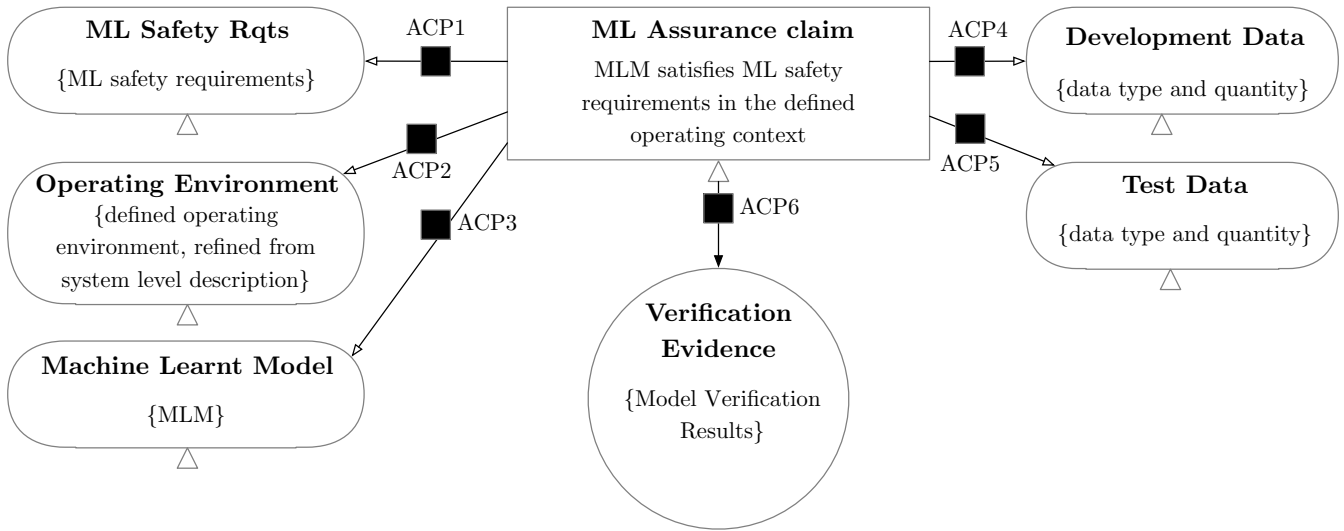 ML Safety Rqts
{ML safety requirements}
ACP1
ML Assurance claim
MLM satisfies ML safety
requirements in the defined
operating context
ACP4
Development Data
{data type and quantity}
ACP2
ACP5
Operating Environment
{defined operating
environment, refined from
system level description}
ACP3
ACP6
Test Data
{data type and quantity}
Machine Learnt Model
{MLM}
Verification
Evidence
{Model Verification
Results}